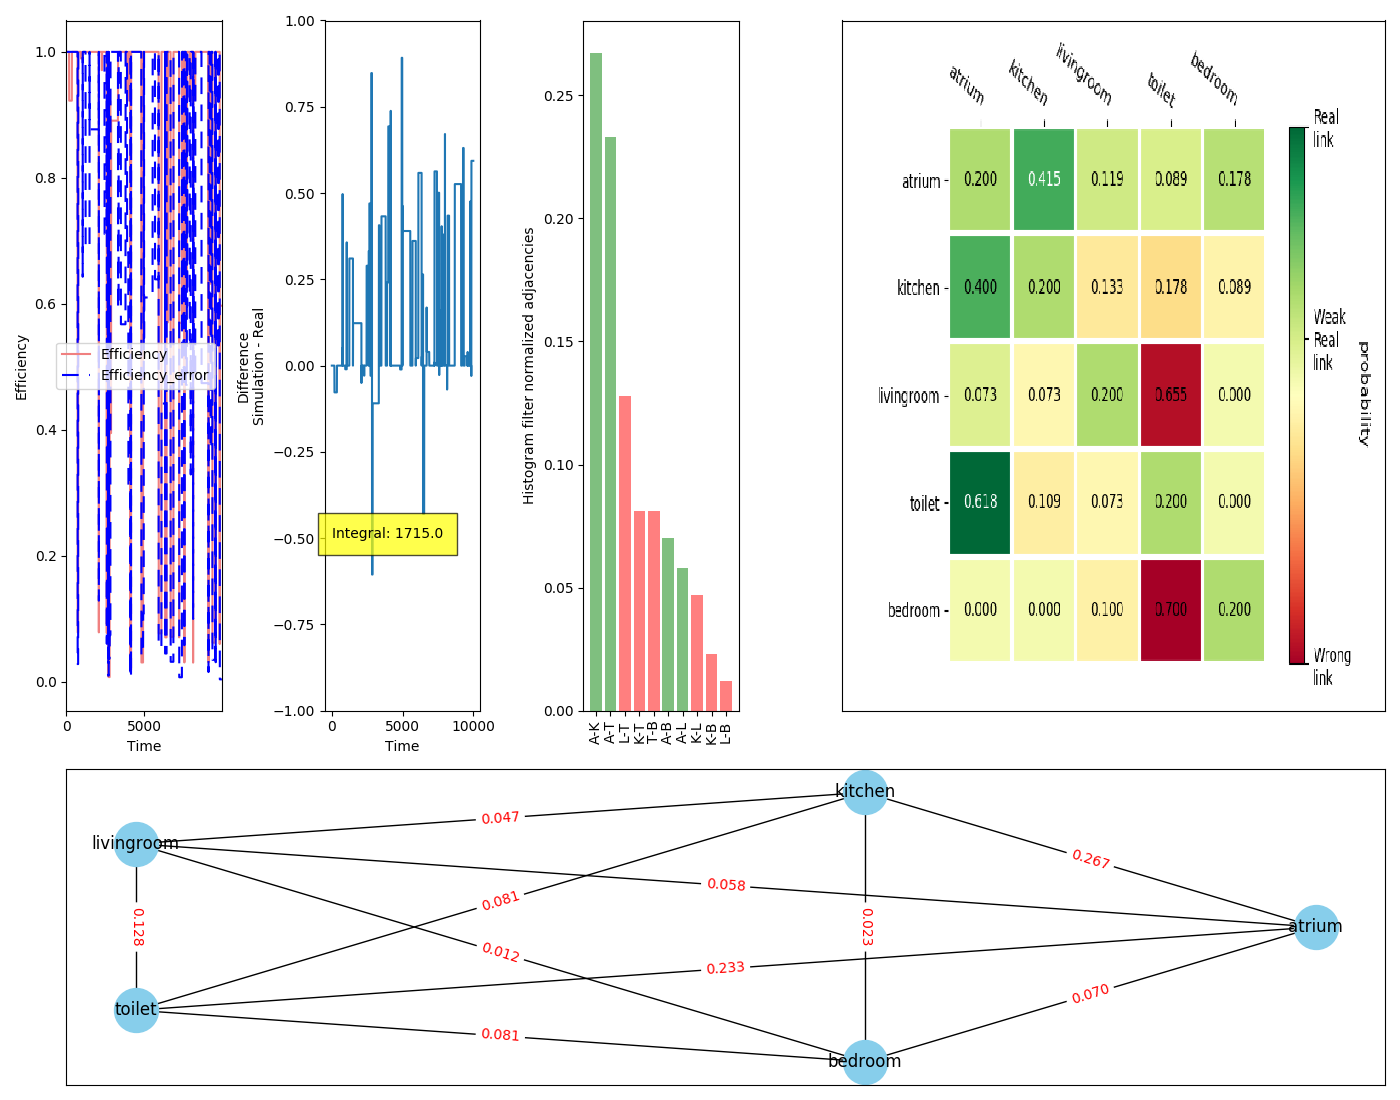 1.0
0.8
0.6
0.4
0.2
0.0
Efficiency
Efficiency
Efficiency_error
0
5000
Time
1.00
0.75
0.50
0.25
0.00
−0.25
−0.50
−0.75
−1.00
Difference
Simulation - Real
Integral: 1715.0
0
5000
10000
Time
0.25
0.20
0.15
0.10
0.05
0.00
Histogram filter normalized adjacencies
A-K
A-T
L-T
K-T
T-B
A-B
A-L
K-L
K-B
L-B
atrium
kitchen
livingroom
toilet
bedroom
atrium 0.200 0.415 0.119 0.089 0.178
kitchen 0.400 0.200 0.133 0.178 0.089
livingroom 0.073 0.073 0.200 0.655 0.000
toilet 0.618 0.109 0.073 0.200 0.000
bedroom 0.000 0.000 0.100 0.700 0.200
Real
link
Weak
Real
link
Wrong
link
probability
kitchen
livingroom
atrium
toilet
bedroom
0.047
0.267
0.058
0.081
0.128
0.023
0.012
0.233
0.070
0.081